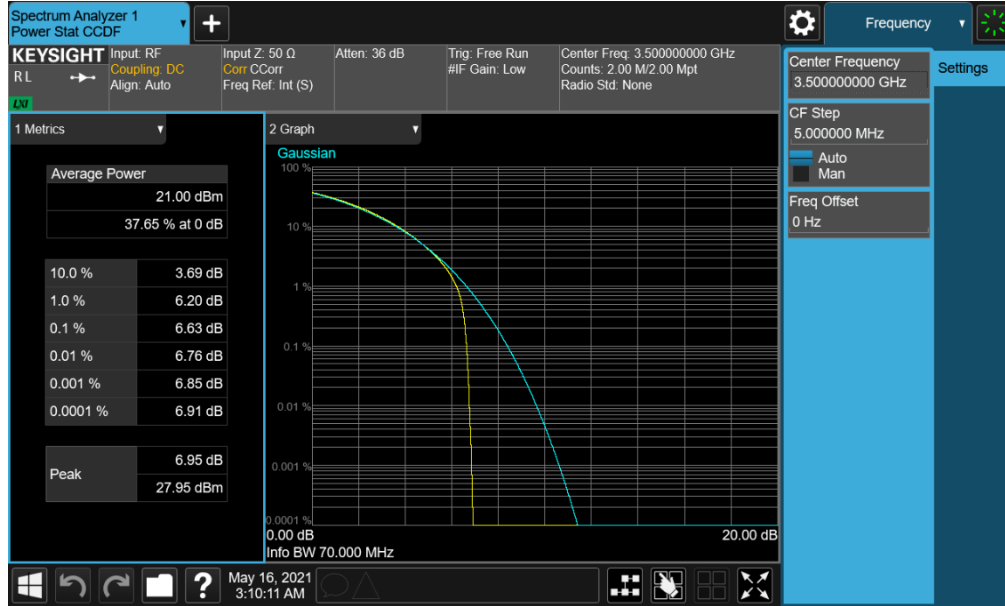 Spectrum Analyzer 1
Power Stat CCDF
Frequency
KEYSIGHT
R L
LXI
Input: RF
Coupling: DC
Align: Auto
Input Z: 50 Ω
Corr CCorr
Freq Ref: Int (S)
Atten: 36 dB
Trig: Free Run
#IF Gain: Low
Center Freq: 3.500000000 GHz
Counts: 2.00 M/2.00 Mpt
Radio Std: None
Center Frequency
3.500000000 GHz
Settings
CF Step
5.000000 MHz
Auto
Man
Freq Offset
0 Hz
1 Metrics
Average Power
21.00 dBm
37.65 % at 0 dB
10.0 % 3.69 dB
1.0 % 6.20 dB
0.1 % 6.63 dB
0.01 % 6.76 dB
0.001 % 6.85 dB
0.0001 % 6.91 dB
Peak
6.95 dB
27.95 dBm
2 Graph
Gaussian
100 %
10 %
1 %
0.1 %
0.01 %
0.001 %
0.0001 %
0.00 dB 20.00 dB
Info BW 70.000 MHz
?
May 16, 2021
3:10:11 AM